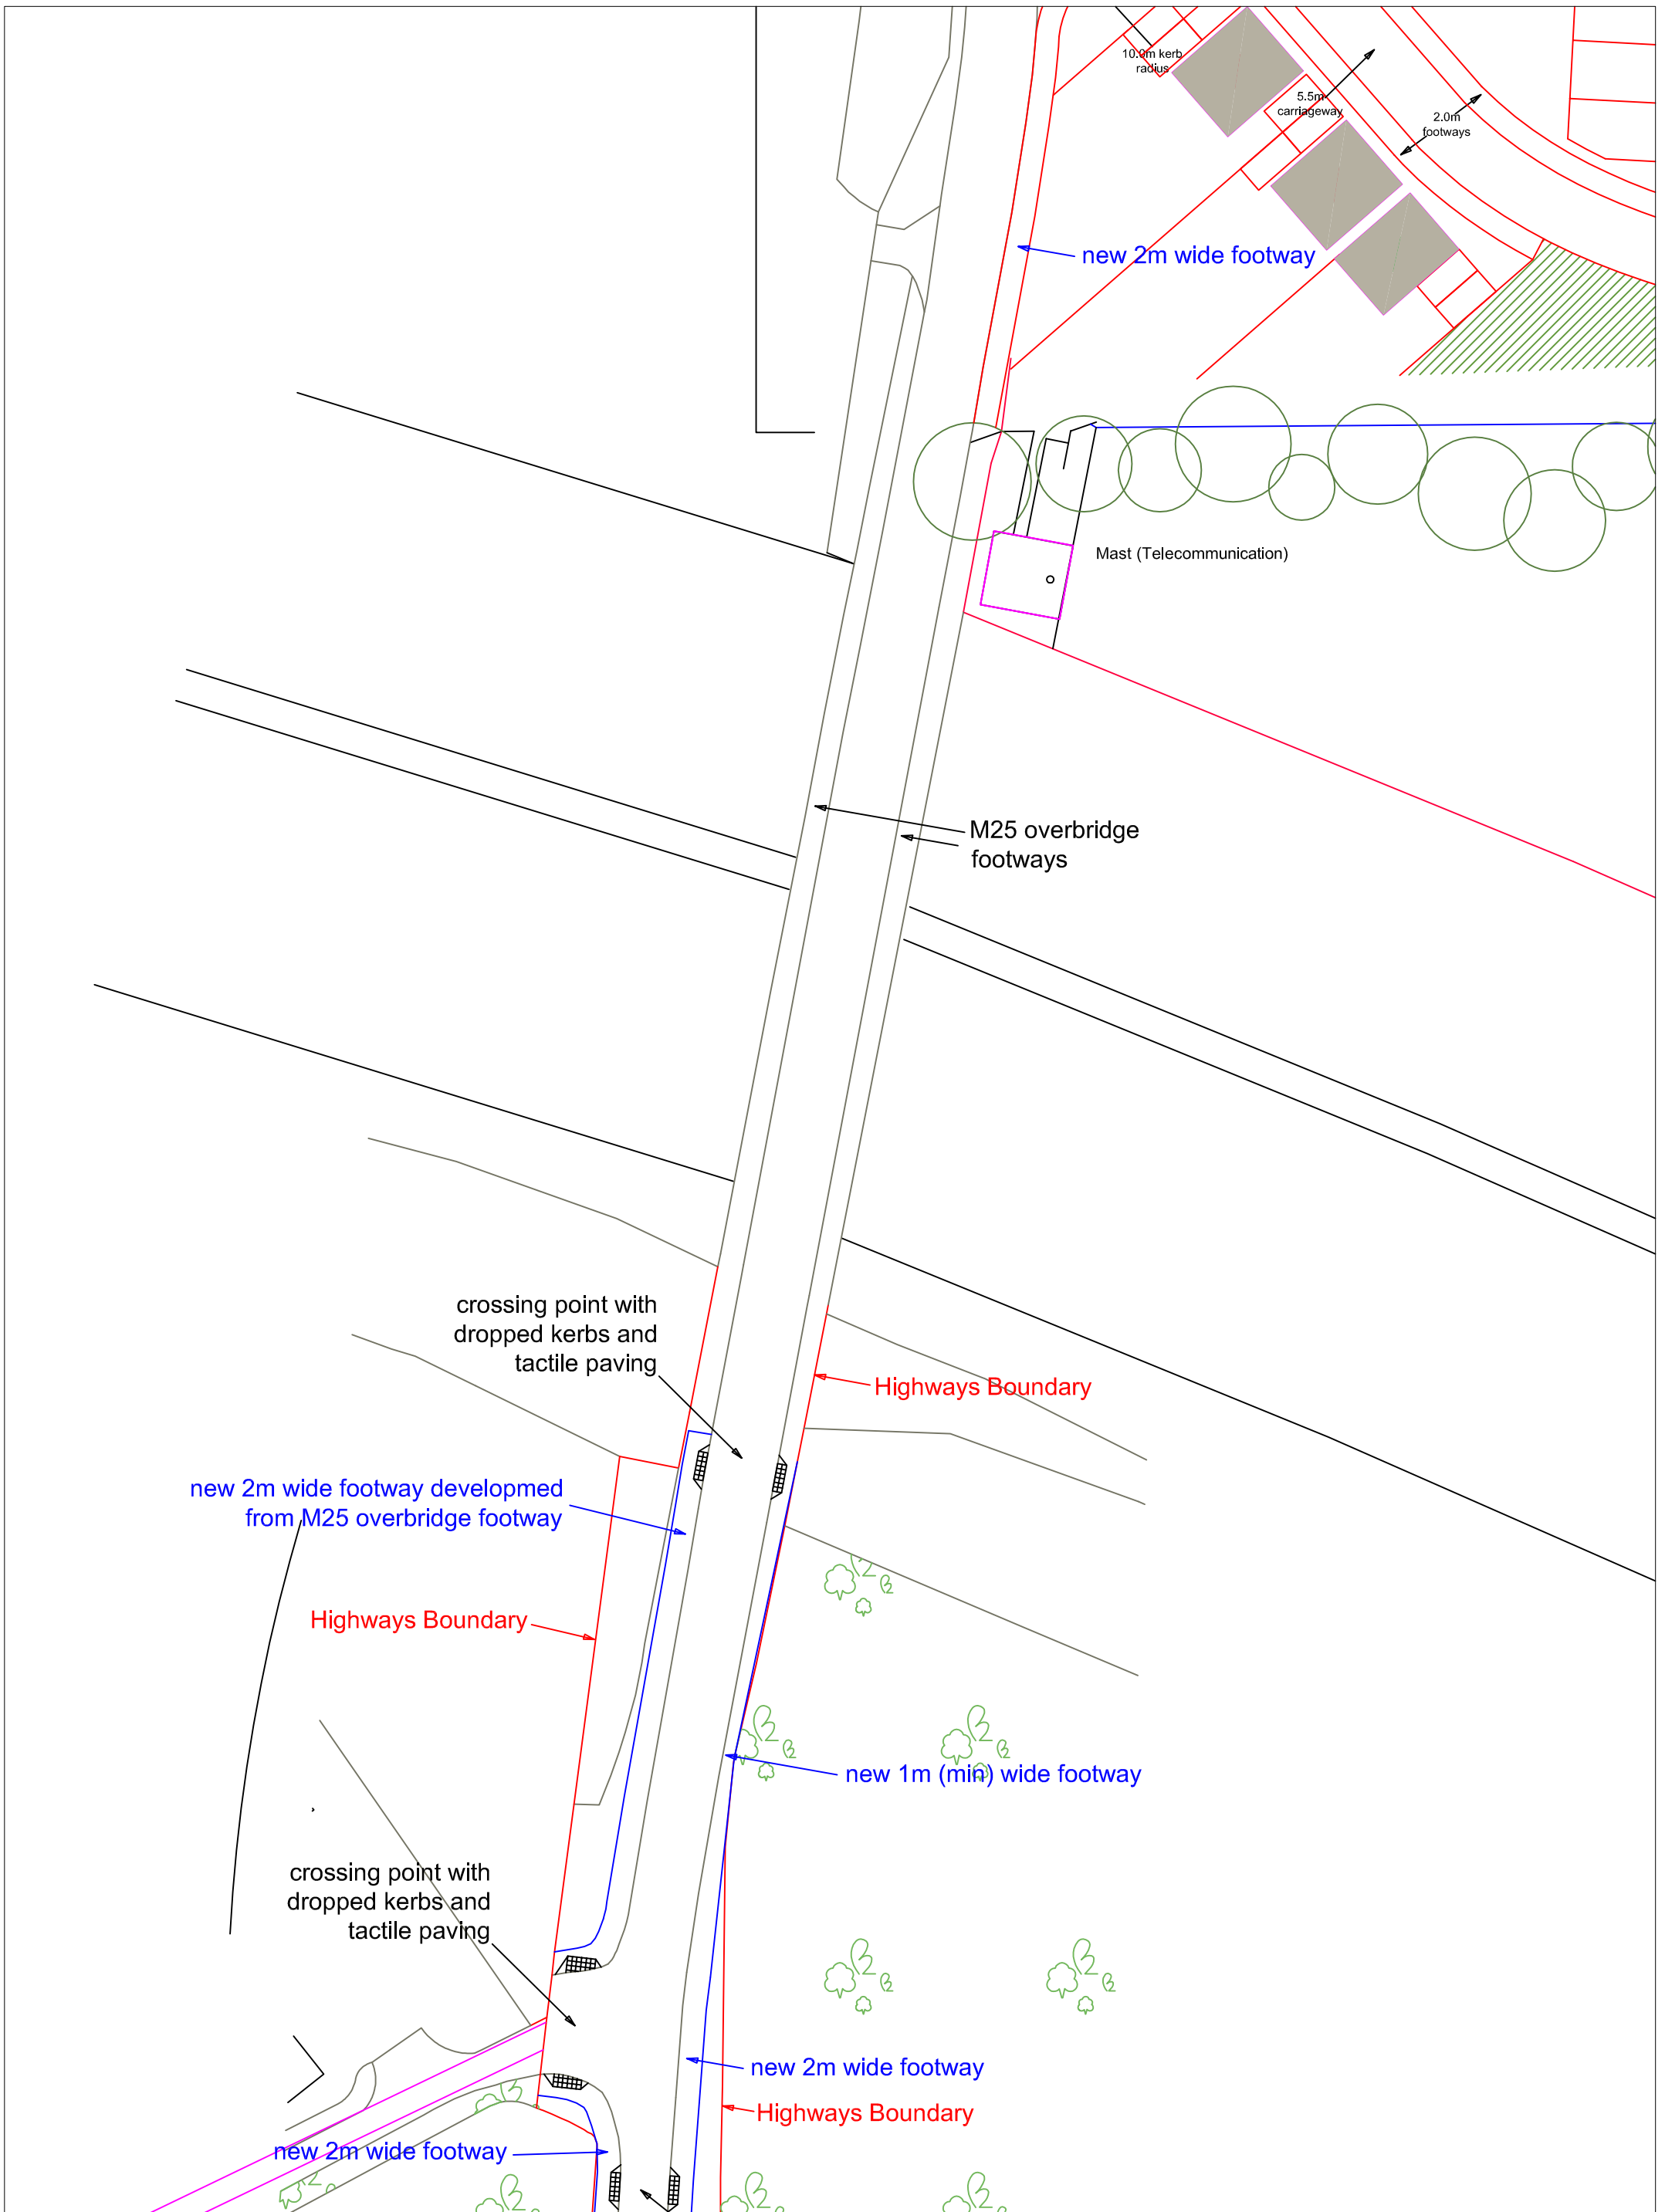 10.0m kerb
radius
5.5m
carriageway
2.0m
footways
new 2m wide footway
Mast (Telecommunication)
M25 overbridge
footways
crossing point with
dropped kerbs and
tactile paving
Highways Boundary
new 2m wide footway developmed
from M25 overbridge footway
Highways Boundary
new 1m (min) wide footway
crossing point with
dropped kerbs and
tactile paving
new 2m wide footway
Highways Boundary
new 2m wide footway